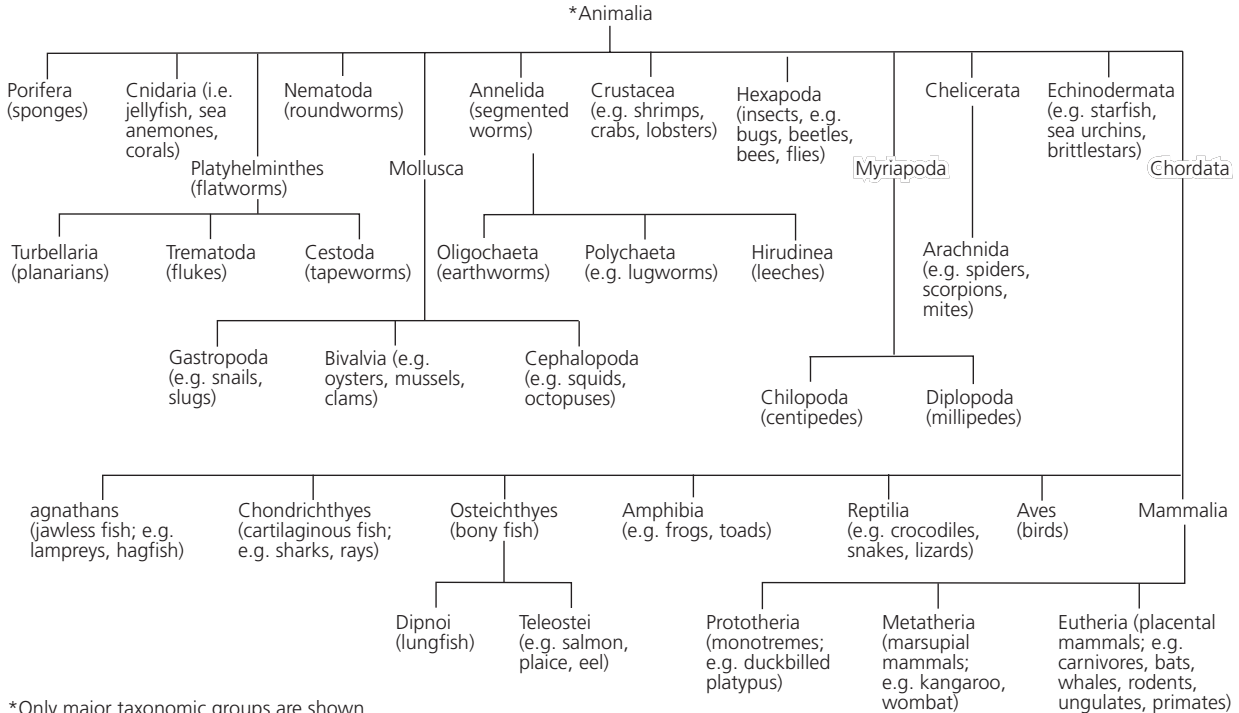 *Animalia
Porifera
(sponges)
Cnidaria (i.e.
jellyfish, sea
anemones,
corals)
Platyhelminthes
(flatworms)
Nematoda
(roundworms)
Mollusca
Annelida
(segmented
worms)
Crustacea
(e.g. shrimps,
crabs, lobsters)
Hexapoda
(insects, e.g.
bugs, beetles,
bees, flies)
Myriapoda
Chelicerata
Echinodermata
(e.g. starfish,
sea urchins,
brittlestars)
Chordata
Turbellaria
(planarians)
Trematoda
(flukes)
Cestoda
(tapeworms)
Oligochaeta
(earthworms)
Polychaeta
(e.g. lugworms)
Hirudinea
(leeches)
Arachnida
(e.g. spiders,
scorpions,
mites)
Gastropoda
(e.g. snails,
slugs)
Bivalvia (e.g.
oysters, mussels,
clams)
Cephalopoda
(e.g. squids,
octopuses)
Chilopoda
(centipedes)
Diplopoda
(millipedes)
agnathans
(jawless fish; e.g.
lampreys, hagfish)
Chondrichthyes
(cartilaginous fish;
e.g. sharks, rays)
Osteichthyes
(bony fish)
Amphibia
(e.g. frogs, toads)
Reptilia
(e.g. crocodiles,
snakes, lizards)
Aves
(birds)
Mammalia
Dipnoi
(lungfish)
Teleostei
(e.g. salmon,
plaice, eel)
Prototheria
(monotremes;
e.g. duckbilled
platypus)
Metatheria
(marsupial
mammals;
e.g. kangaroo,
wombat)
Eutheria (placental
mammals; e.g.
carnivores, bats,
whales, rodents,
ungulates, primates)
*Only major taxonomic groups are shown